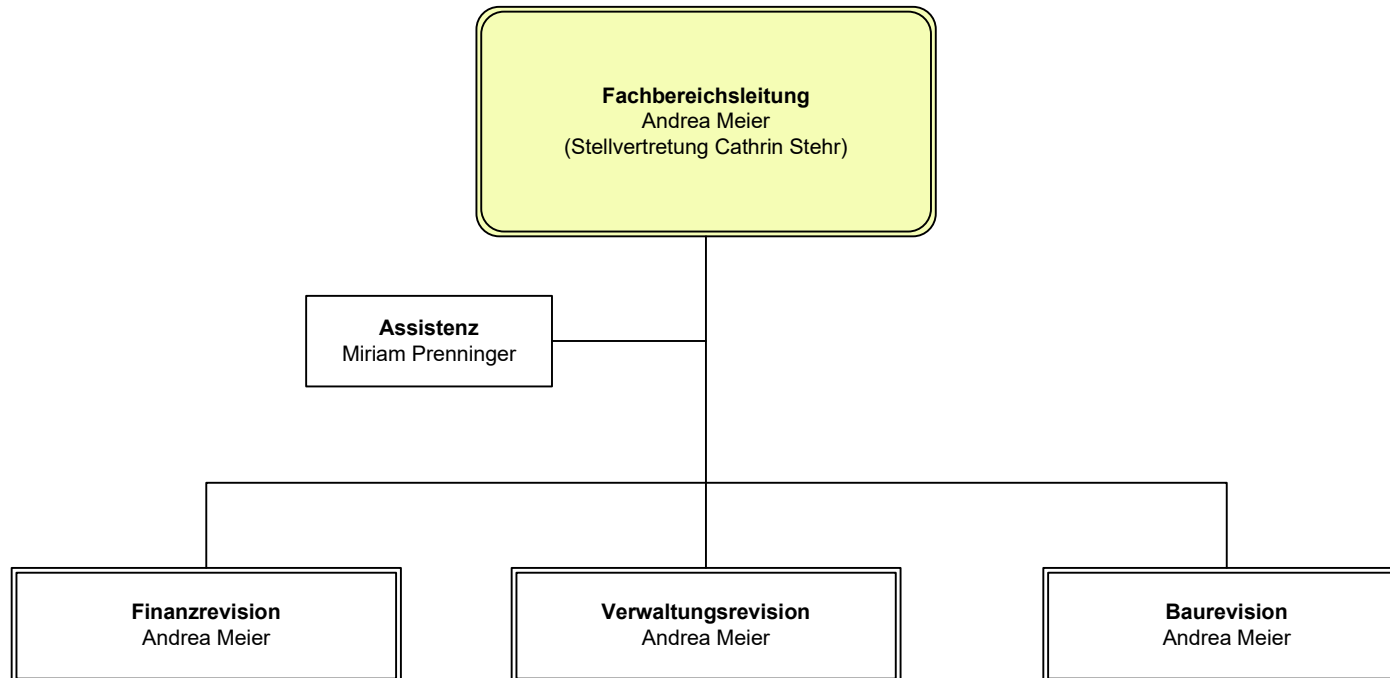 Fachbereichsleitung
Andrea Meier
(Stellvertretung Cathrin Stehr)
Assistenz
Miriam Prenninger
Finanzrevision
Andrea Meier
Verwaltungsrevision
Andrea Meier
Baurevision
Andrea Meier